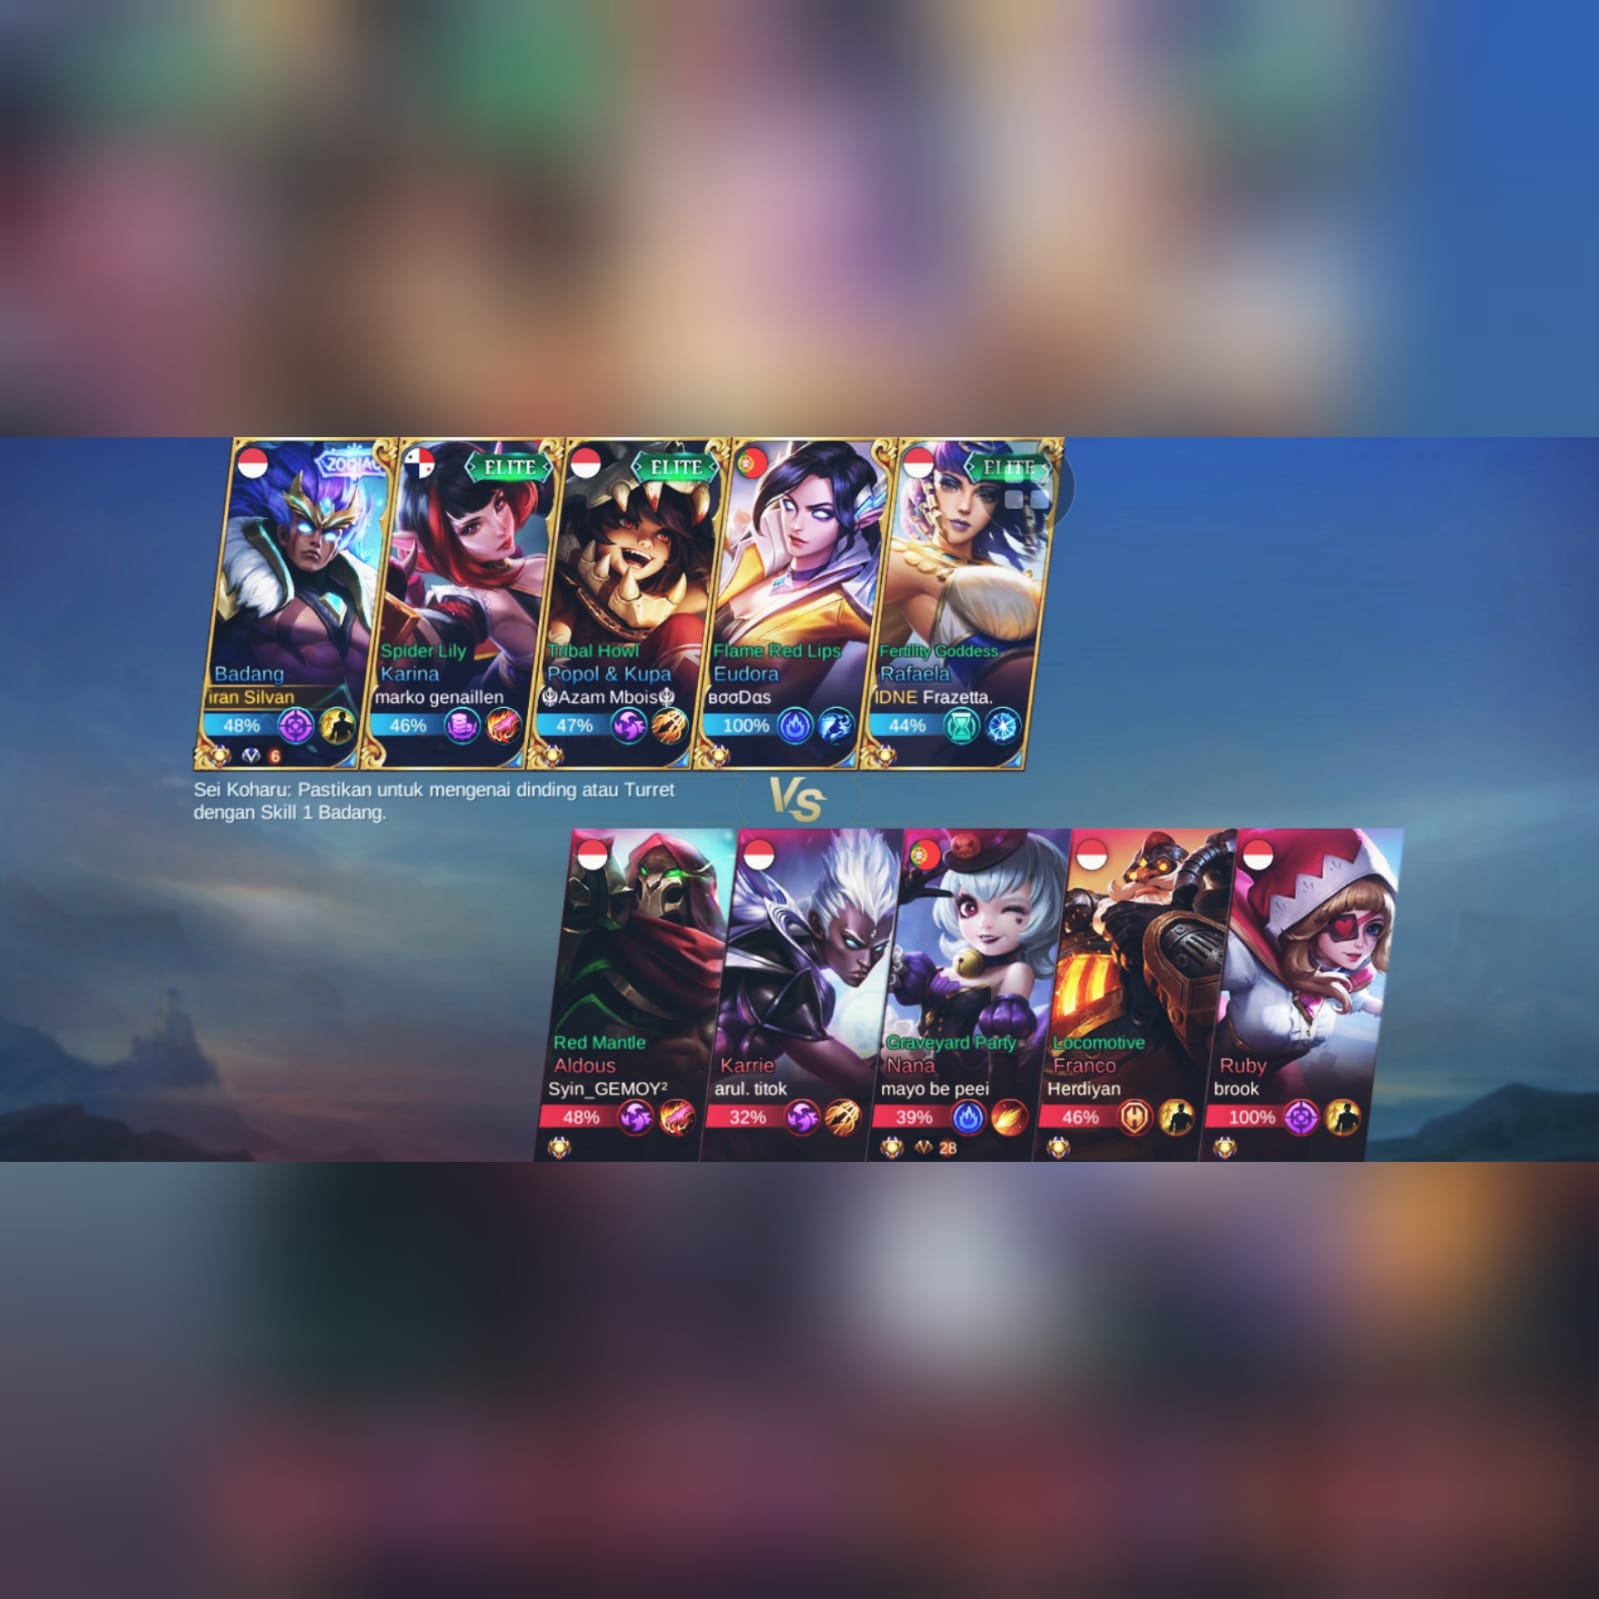 ZODIAC
ELITE
ELITE
ELITE
Spider Lily
Tribal Howl
Flame Red Lips
Fertility Goddess
Badang
Karina
Popol & Kupa
Eudora
Rafaela
iran Silvan
marko genaillen
Azam Mbois
вσσDαs
IDNE Frazetta.
48%
46%
47%
100%
44%
6
Sei Koharu: Pastikan untuk mengenai dinding atau Turret
dengan Skill 1 Badang.
VS
Red Mantle
Graveyard Party
Locomotive
Aldous
Karrie
Nana
Franco
Ruby
Syin_GEMOY²
arul. titok
mayo be peei
Herdiyan
brook
48%
32%
39%
46%
100%
28